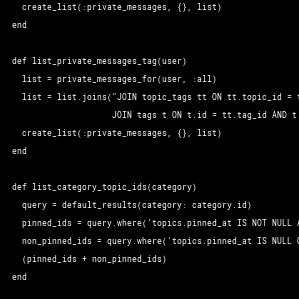 create_list(:private_messages, {}, list)
end
def list_private_messages_tag(user)
list = private_messages_for(user, :all)
list = list.joins("JOIN topic_tags tt ON tt.topic_id =
JOIN tags t ON t.id = tt.tag_id AND t
create_list(:private_messages, {}, list)
end
def list_category_topic_ids(category)
query = default_results(category: category.id)
pinned_ids = query.where('topics.pinned_at IS NOT NULL
non_pinned_ids = query.where('topics.pinned_at IS NULL
(pinned_ids + non_pinned_ids)
end